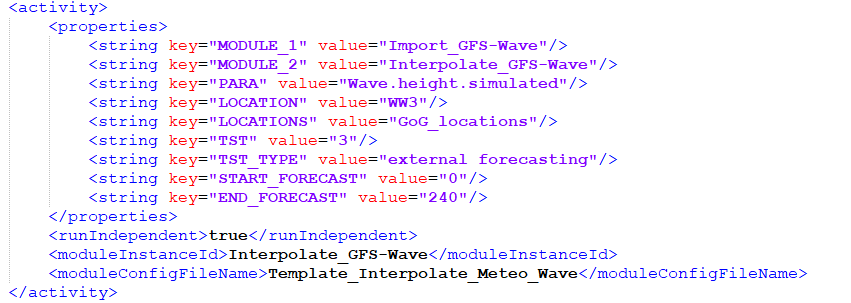 <activity>
<properties>
<string key="MODULE_1" value="Import_GFS-Wave"/>
<string key="MODULE_2" value="Interpolate_GFS-Wave"/>
<string key="PARA" value="Wave.height.simulated"/>
<string key="LOCATION" value="WW3"/>
<string key="LOCATIONS" value="GoG_locations"/>
<string key="TST" value="3"/>
<string key="TST_TYPE" value="external forecasting"/>
<string key="START_FORECAST" value="0"/>
<string key="END_FORECAST" value="240"/>
</properties>
<runIndependent>true</runIndependent>
<moduleInstanceId>Interpolate_GFS-Wave</moduleInstanceId>
<moduleConfigFileName>Template_Interpolate_Meteo_Wave</moduleConfigFileName>
</activity>